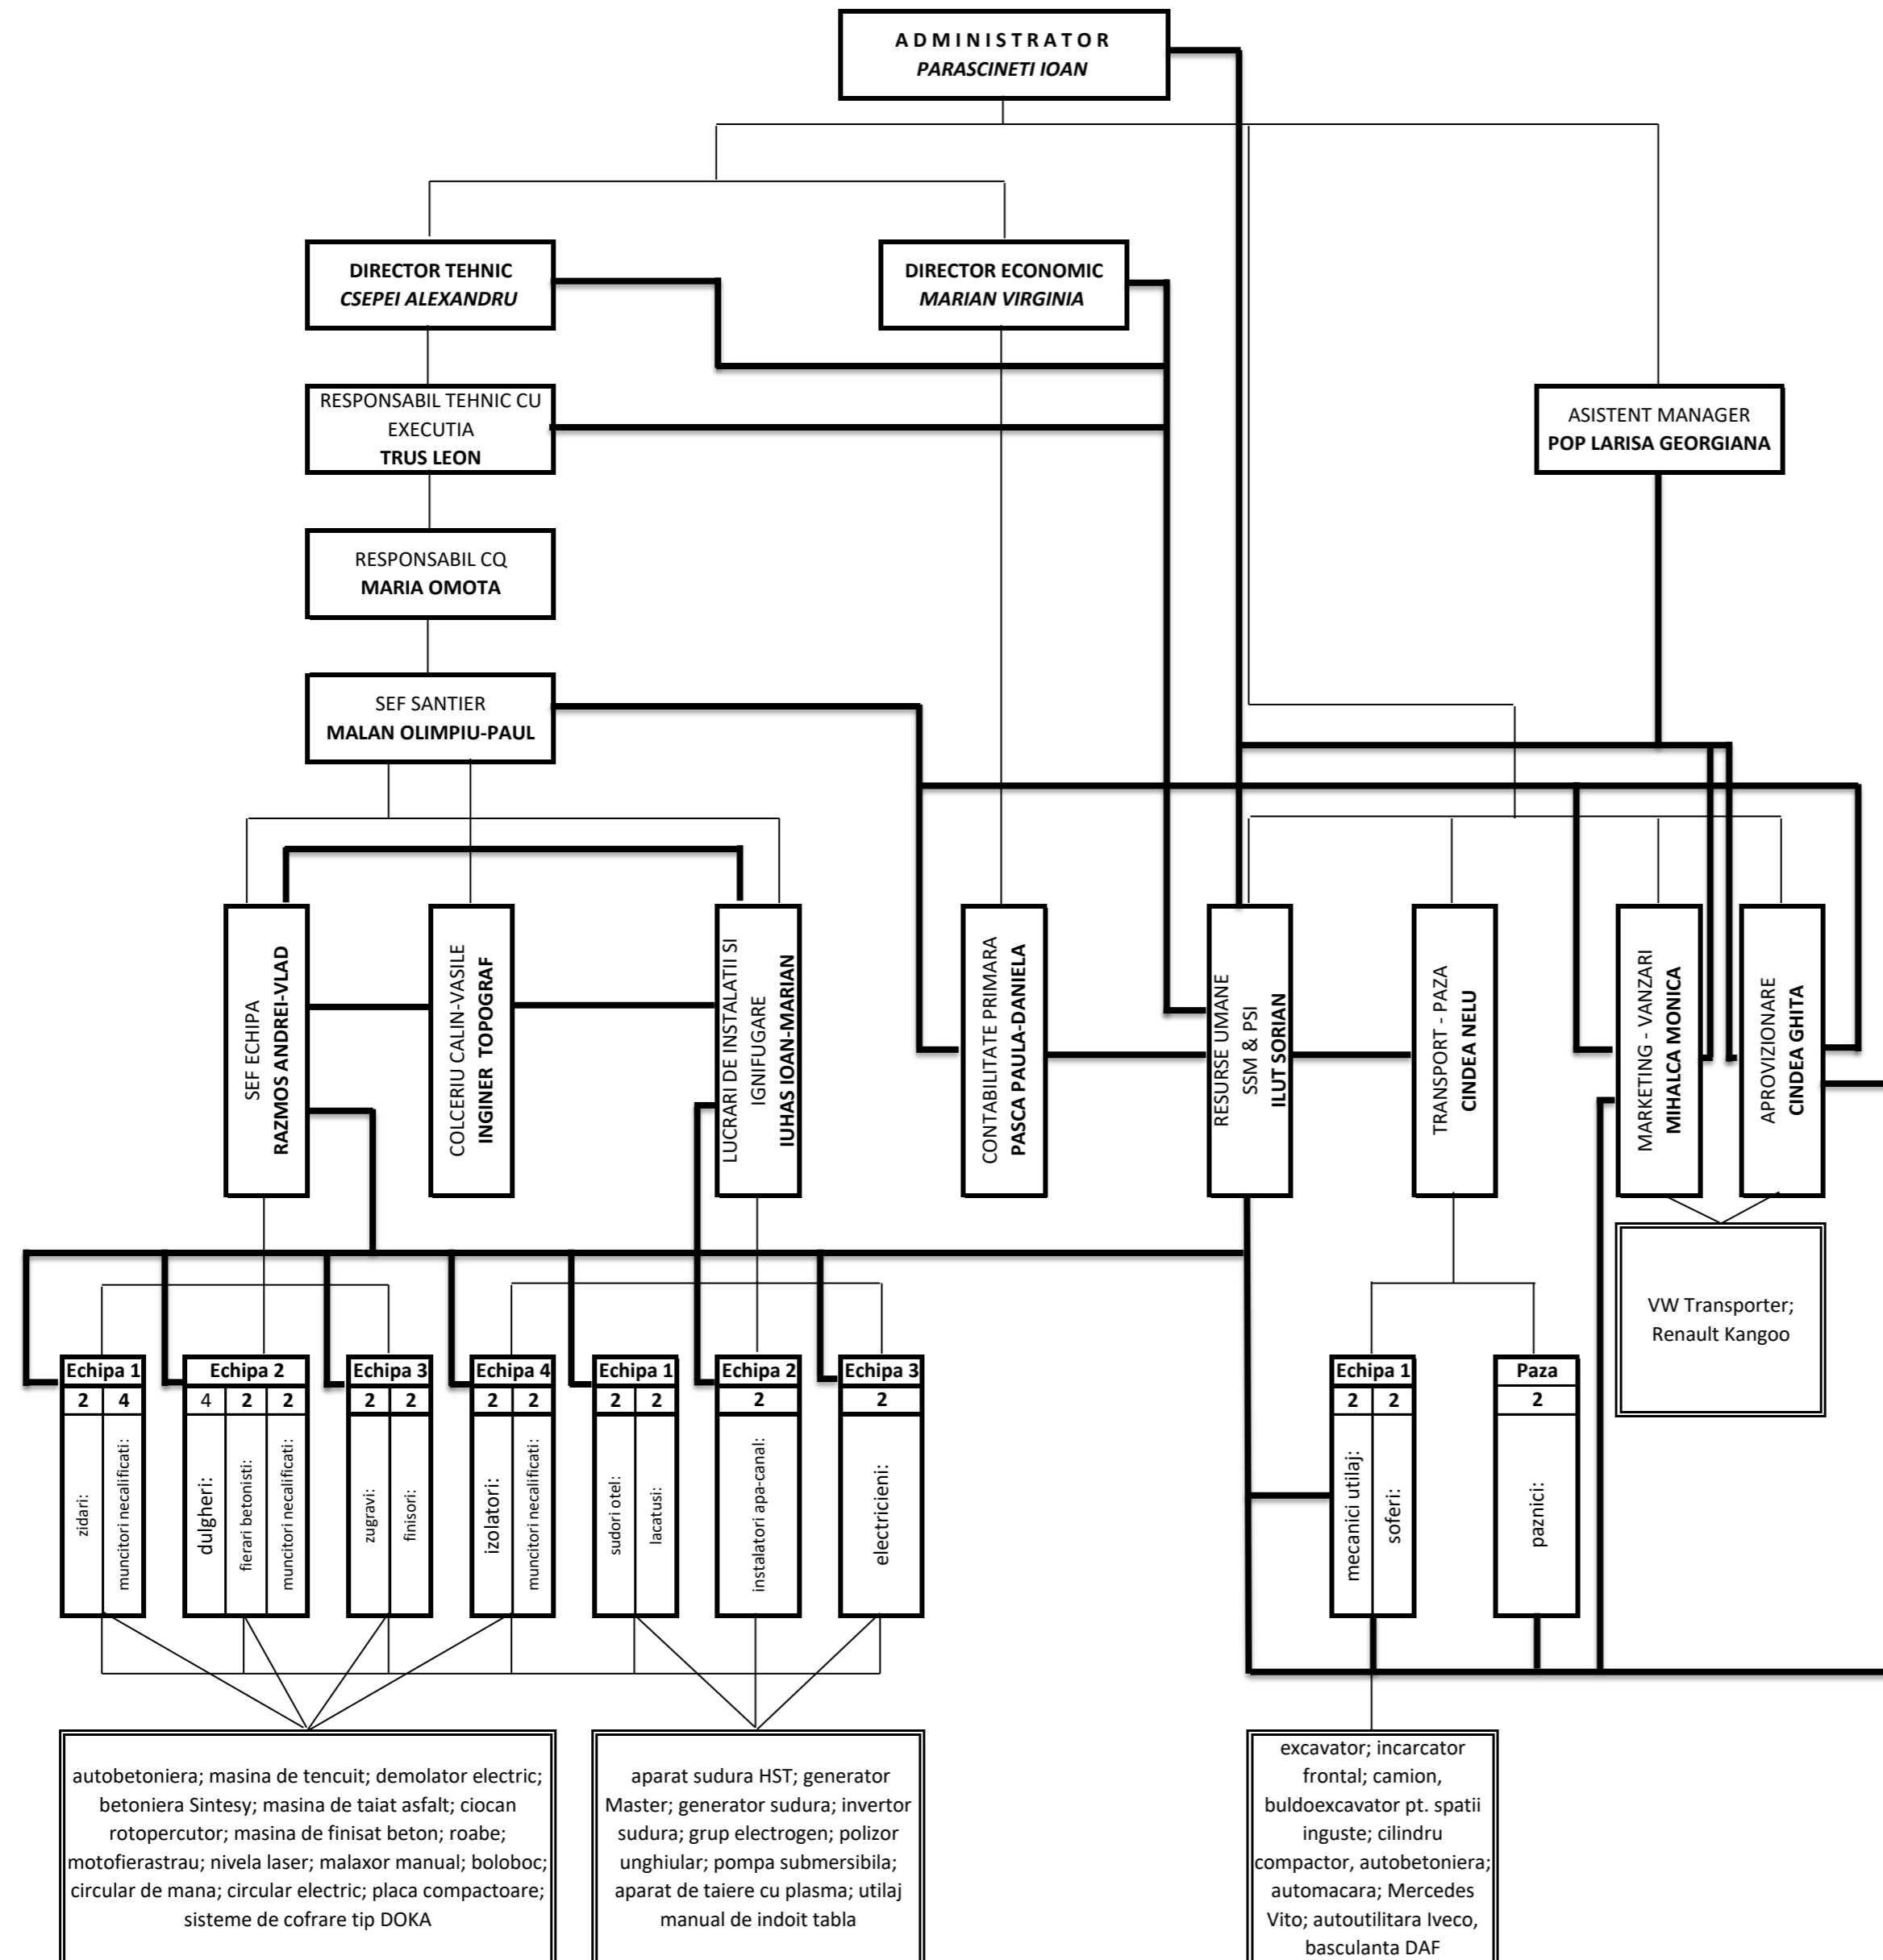 A D M I N I S T R A T O R
PARASCINETI IOAN
DIRECTOR TEHNIC
CSEPEI ALEXANDRU
DIRECTOR ECONOMIC
MARIAN VIRGINIA
RESPONSABIL TEHNIC CU
EXECUTIA
TRUS LEON
ASISTENT MANAGER
POP LARISA GEORGIANA
RESPONSABIL CQ
MARIA OMOTA
SEF SANTIER
MALAN OLIMPIU-PAUL
SEF ECHIPA
RAZMOS ANDREI-VLAD
COLCERIU CALIN-VASILE
INGINER TOPOGRAF
LUCRARI DE INSTALATII SI
IGNIFUGARE
IUHAS IOAN-MARIAN
CONTABILITATE PRIMARA
PASCA PAULA-DANIELA
RESURSE UMANE
SSM & PSI
ILUT SORIAN
TRANSPORT - PAZA
CINDEA NELU
MARKETING - VANZARI
MIHALCA MONICA
APROVIZIONARE
CINDEA GHITA
VW Transporter;
Renault Kangoo
Echipa 1
2 4
zidari:
muncitori necalificati:
Echipa 2
4 2 2
dulgheri:
fierari betonisti:
muncitori necalificati:
Echipa 3
2 2
zugravi:
finisori:
Echipa 4
2 2
izolatori:
muncitori necalificati:
Echipa 1
2 2
sudori otel:
lacatusi:
Echipa 2
2
instalatori apa-canal:
Echipa 3
2
electricieni:
Echipa 1
2 2
mecanici utilaj:
soferi:
Paza
2
paznici:
autobetoniera; masina de tencuit; demolator electric;
betoniera Sintesy; masina de taiat asfalt; ciocan
rotopercutor; masina de finisat beton; roabe;
motofierastrau; nivela laser; malaxor manual; boloboc;
circular de mana; circular electric; placa compactoare;
sisteme de cofrare tip DOKA
aparat sudura HST; generator
Master; generator sudura; invertor
sudura; grup electrogen; polizor
unghiular; pompa submersibila;
aparat de taiere cu plasma; utilaj
manual de indoit tabla
excavator; incarcator
frontal; camion,
buldoexcavator pt. spatii
inguste; cilindru
compactor, autobetoniera;
automacara; Mercedes
Vito; autoutilitara Iveco,
basculanta DAF